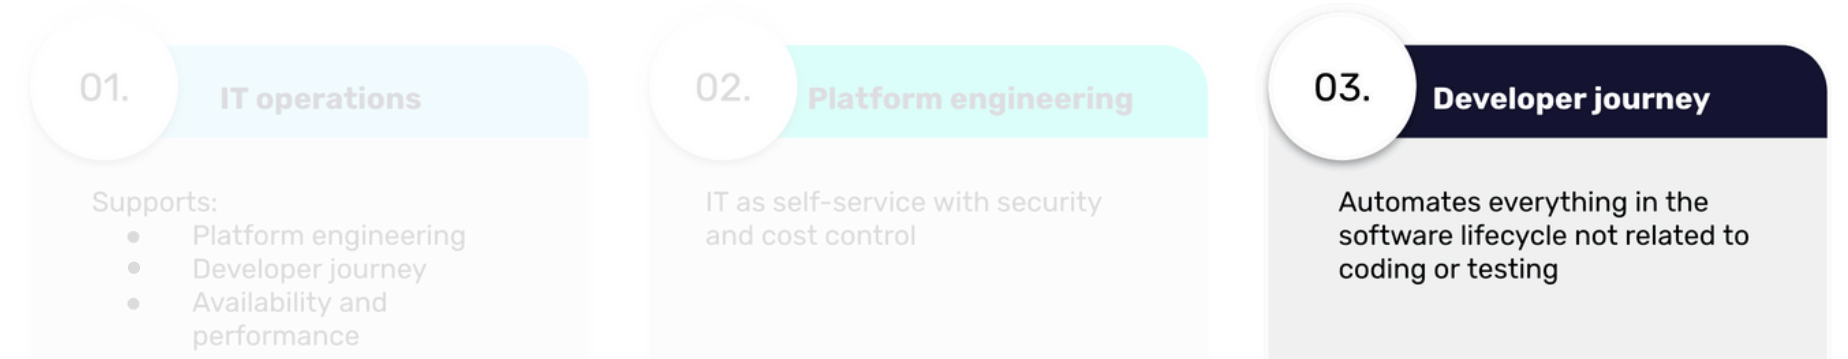 01.
IT operations
Supports:
● Platform engineering
● Developer journey
● Availability and
performance
02.
Platform engineering
IT as self-service with security
and cost control
03.
Developer journey
Automates everything in the
software lifecycle not related to
coding or testing